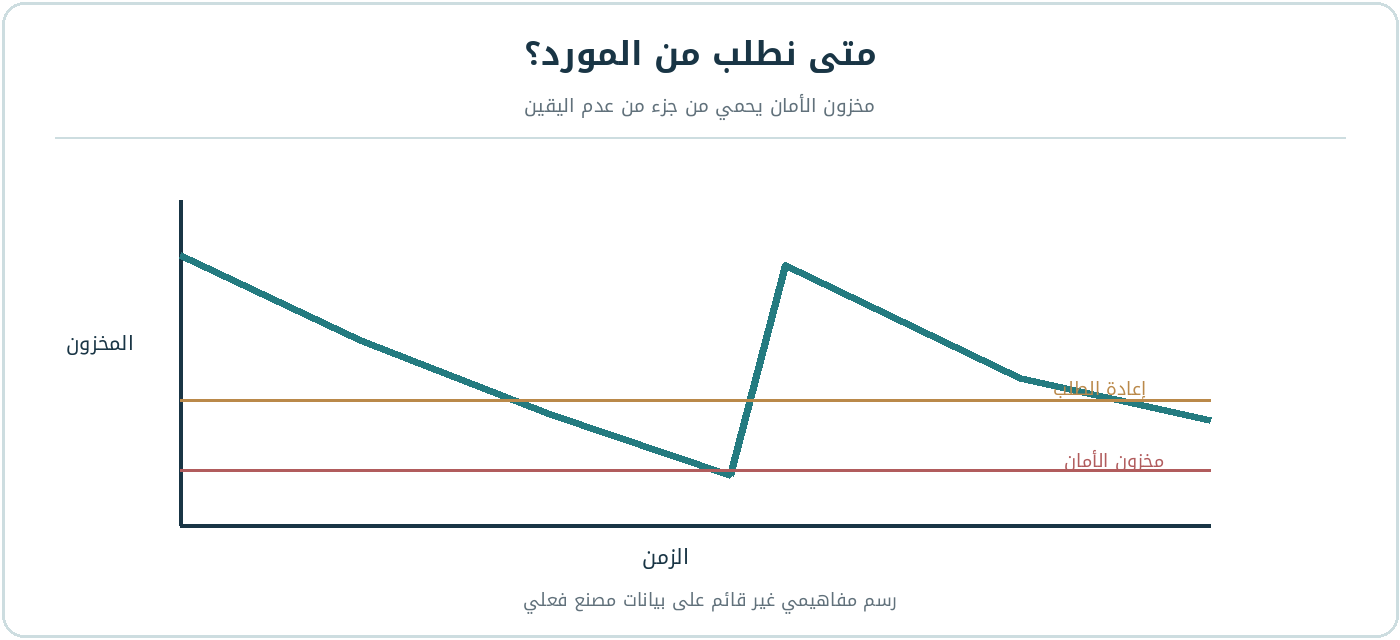 متى نطلب من المورد؟
مخزون الأمان يحمي من جزء من عدم اليقين
المخزون
إعادة الطلب
مخزون الأمان
الزمن
رسم مفاهيمي غير قائم على بيانات مصنع فعلي